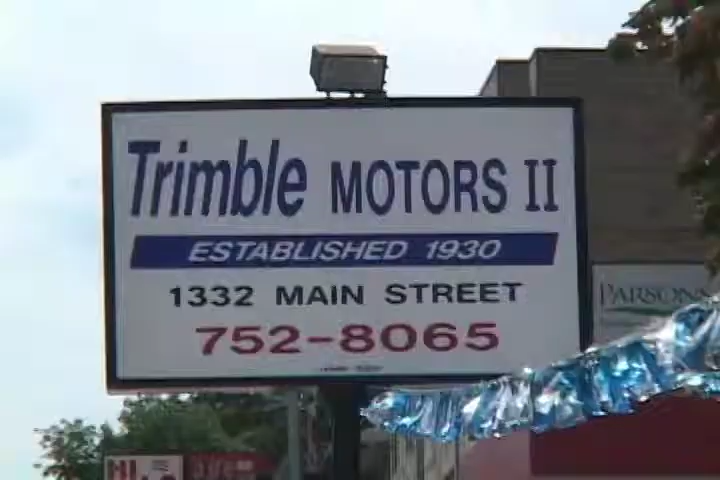 Trimble MOTORS II
ESTABLISHED 1930
1332 MAIN STREET
752-8065
PARSONS